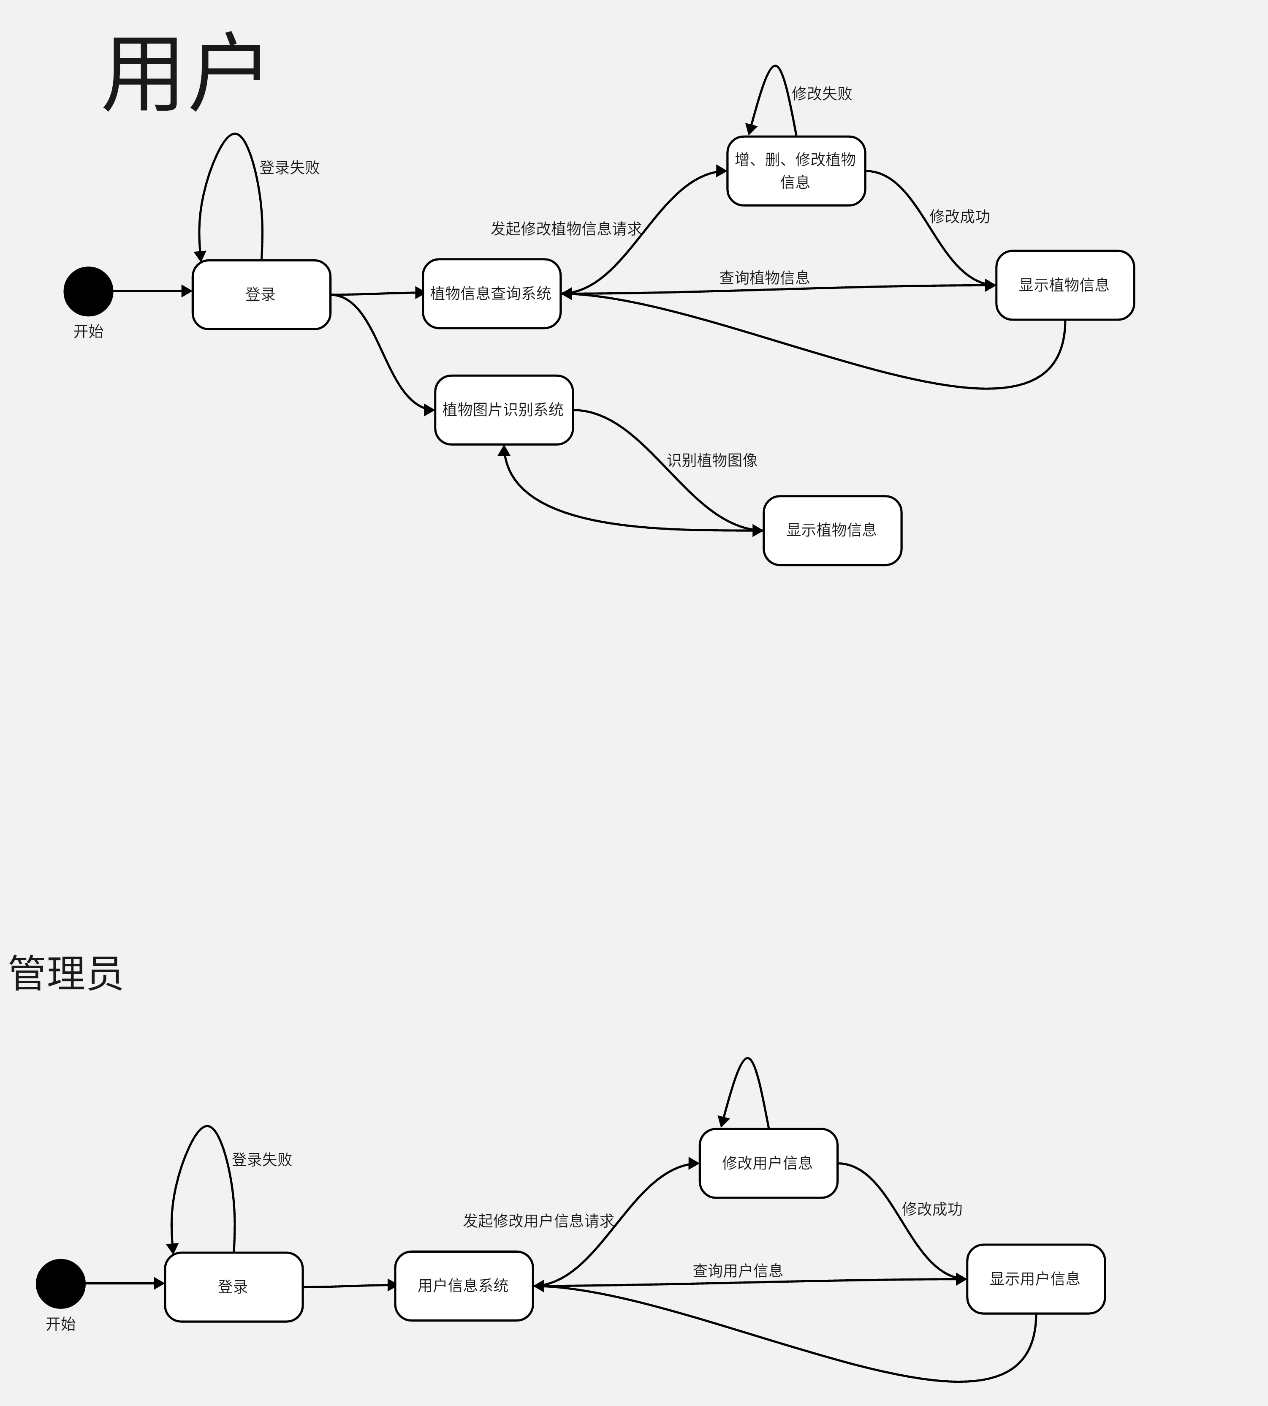 用户
修改失败
增、删、修改植物
信息
登录失败
修改成功
发起修改植物信息请求
查询植物信息
登录
植物信息查询系统
显示植物信息
开始
植物图片识别系统
识别植物图像
显示植物信息
管理员
登录失败
修改用户信息
修改成功
发起修改用户信息请求
查询用户信息
登录
用户信息系统
显示用户信息
开始